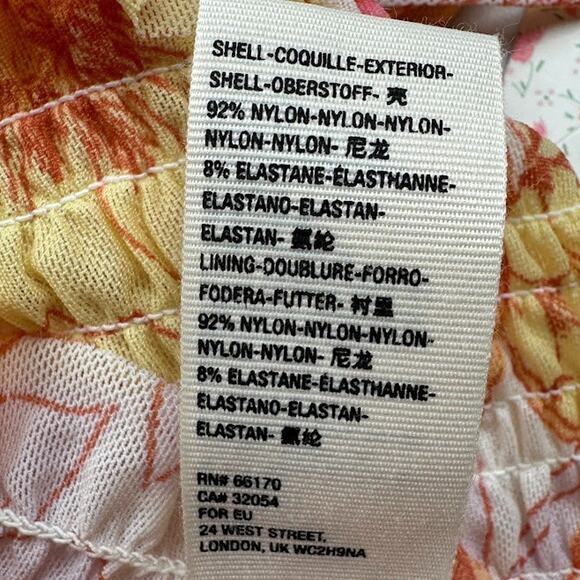 SHELL-COQUILLE-EXTERIOR-
SHELL-OBERSTOFF- 壳
92% NYLON-NYLON-NYLON-
NYLON-NYLON- 尼龙
8% ELASTANE-ÉLASTHANNE-
ELASTANO-ELASTAN-
ELASTAN- 氨纶
LINING-DOUBLURE-FORRO-
FODERA-FUTTER- 衬里
92% NYLON-NYLON-NYLON-
NYLON-NYLON- 尼龙
8% ELASTANE-ÉLASTHANNE-
ELASTANO-ELASTAN-
ELASTAN- 氨纶
RN# 66170
CA# 32054
FOR EU
24 WEST STREET,
LONDON, UK WC2H9NA